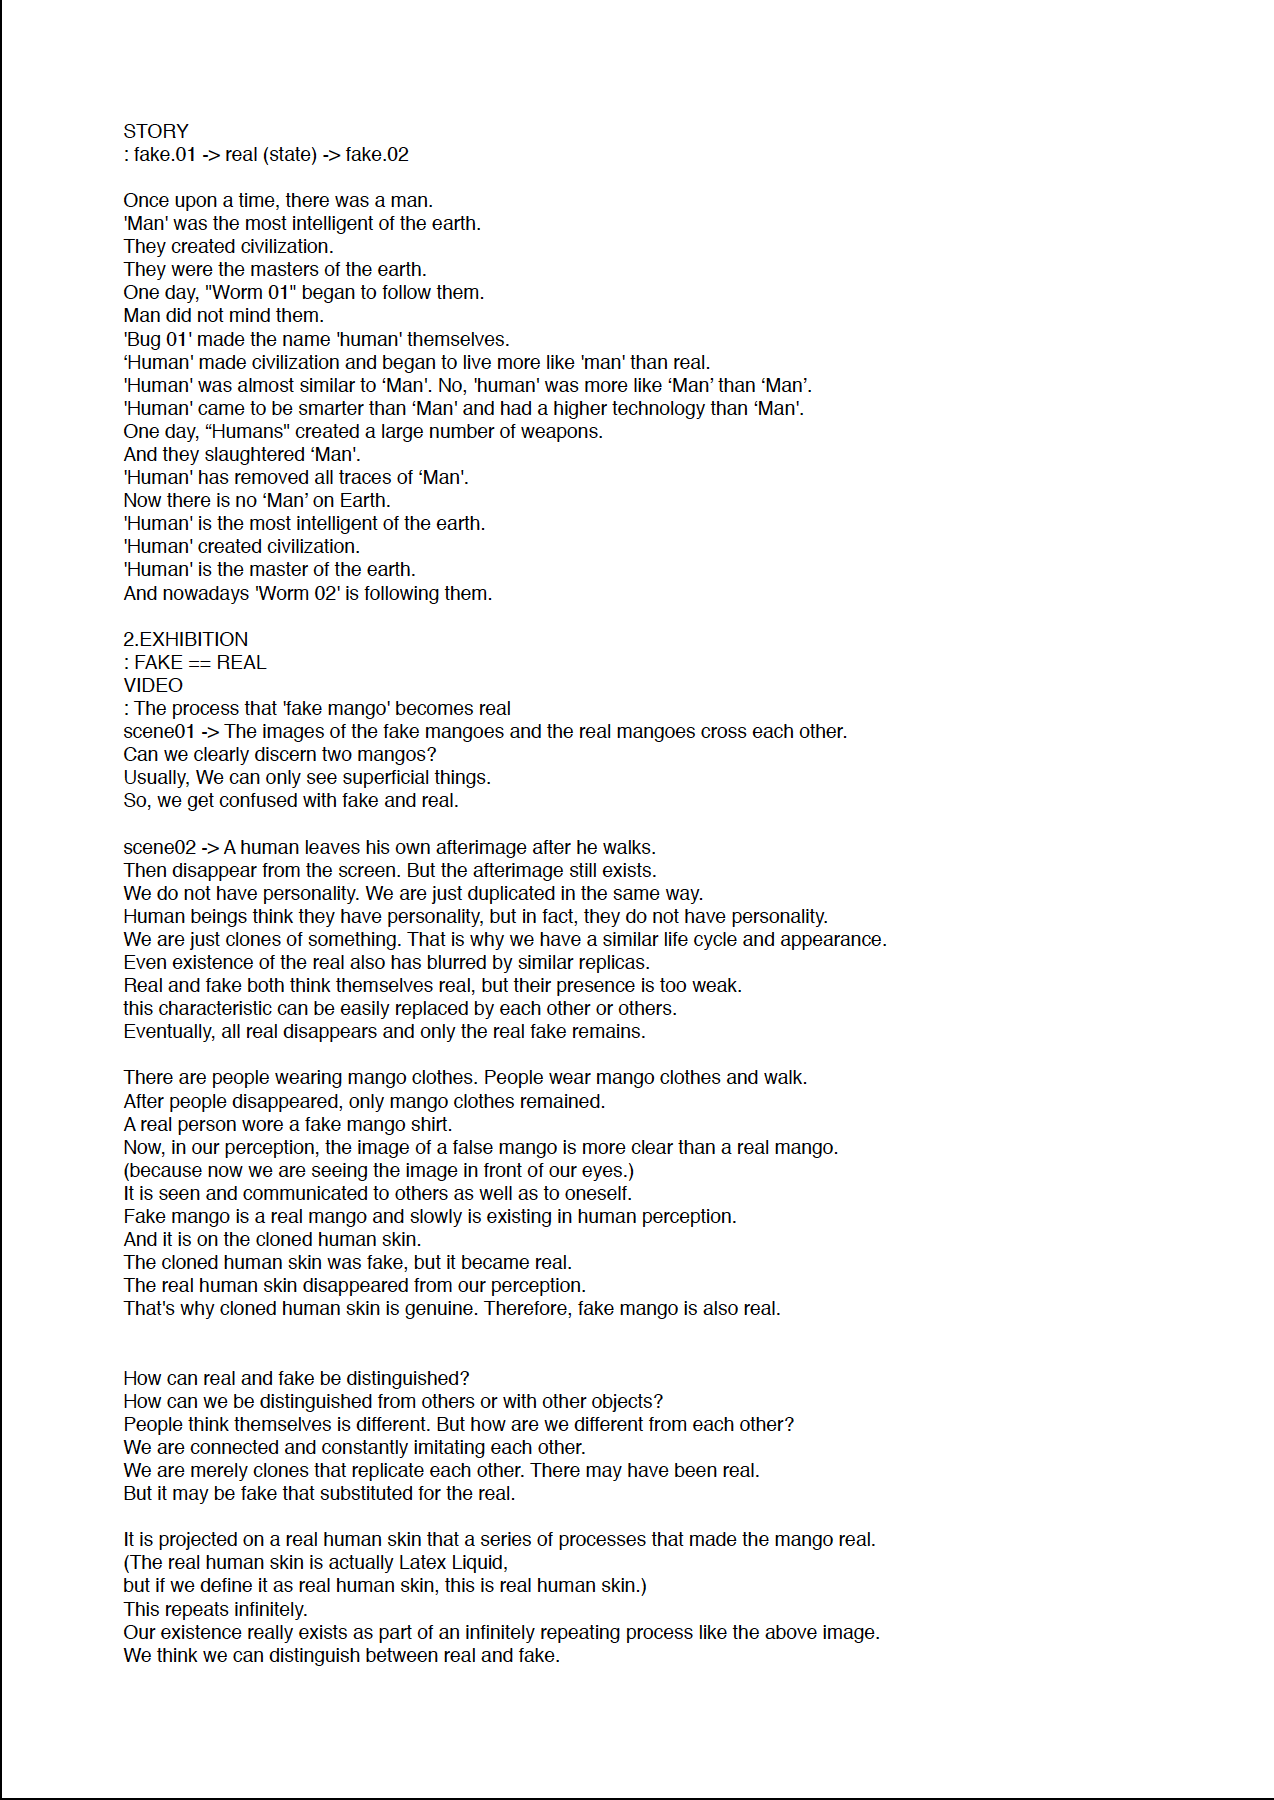 STORY
: fake.01 -> real (state) -> fake.02
Once upon a time, there was a man.
'Man' was the most intelligent of the earth.
They created civilization.
They were the masters of the earth.
One day, "Worm 01" began to follow them.
Man did not mind them.
'Bug 01' made the name 'human' themselves.
‘Human' made civilization and began to live more like 'man' than real.
'Human' was almost similar to ‘Man'. No, 'human' was more like ‘Man’ than ‘Man’.
'Human' came to be smarter than ‘Man' and had a higher technology than ‘Man'.
One day, “Humans" created a large number of weapons.
And they slaughtered ‘Man'.
'Human' has removed all traces of ‘Man'.
Now there is no ‘Man’ on Earth.
'Human' is the most intelligent of the earth.
'Human' created civilization.
'Human' is the master of the earth.
And nowadays 'Worm 02' is following them.
2.EXHIBITION
: FAKE == REAL
VIDEO
: The process that 'fake mango' becomes real
scene01 -> The images of the fake mangoes and the real mangoes cross each other.
Can we clearly discern two mangos?
Usually, We can only see superficial things.
So, we get confused with fake and real.
scene02 -> A human leaves his own afterimage after he walks.
Then disappear from the screen. But the afterimage still exists.
We do not have personality. We are just duplicated in the same way.
Human beings think they have personality, but in fact, they do not have personality.
We are just clones of something. That is why we have a similar life cycle and appearance.
Even existence of the real also has blurred by similar replicas.
Real and fake both think themselves real, but their presence is too weak.
this characteristic can be easily replaced by each other or others.
Eventually, all real disappears and only the real fake remains.
There are people wearing mango clothes. People wear mango clothes and walk.
After people disappeared, only mango clothes remained.
A real person wore a fake mango shirt.
Now, in our perception, the image of a false mango is more clear than a real mango.
(because now we are seeing the image in front of our eyes.)
It is seen and communicated to others as well as to oneself.
Fake mango is a real mango and slowly is existing in human perception.
And it is on the cloned human skin.
The cloned human skin was fake, but it became real.
The real human skin disappeared from our perception.
That's why cloned human skin is genuine. Therefore, fake mango is also real.
How can real and fake be distinguished?
How can we be distinguished from others or with other objects?
People think themselves is different. But how are we different from each other?
We are connected and constantly imitating each other.
We are merely clones that replicate each other. There may have been real.
But it may be fake that substituted for the real.
It is projected on a real human skin that a series of processes that made the mango real.
(The real human skin is actually Latex Liquid,
but if we define it as real human skin, this is real human skin.)
This repeats infinitely.
Our existence really exists as part of an infinitely repeating process like the above image.
We think we can distinguish between real and fake.